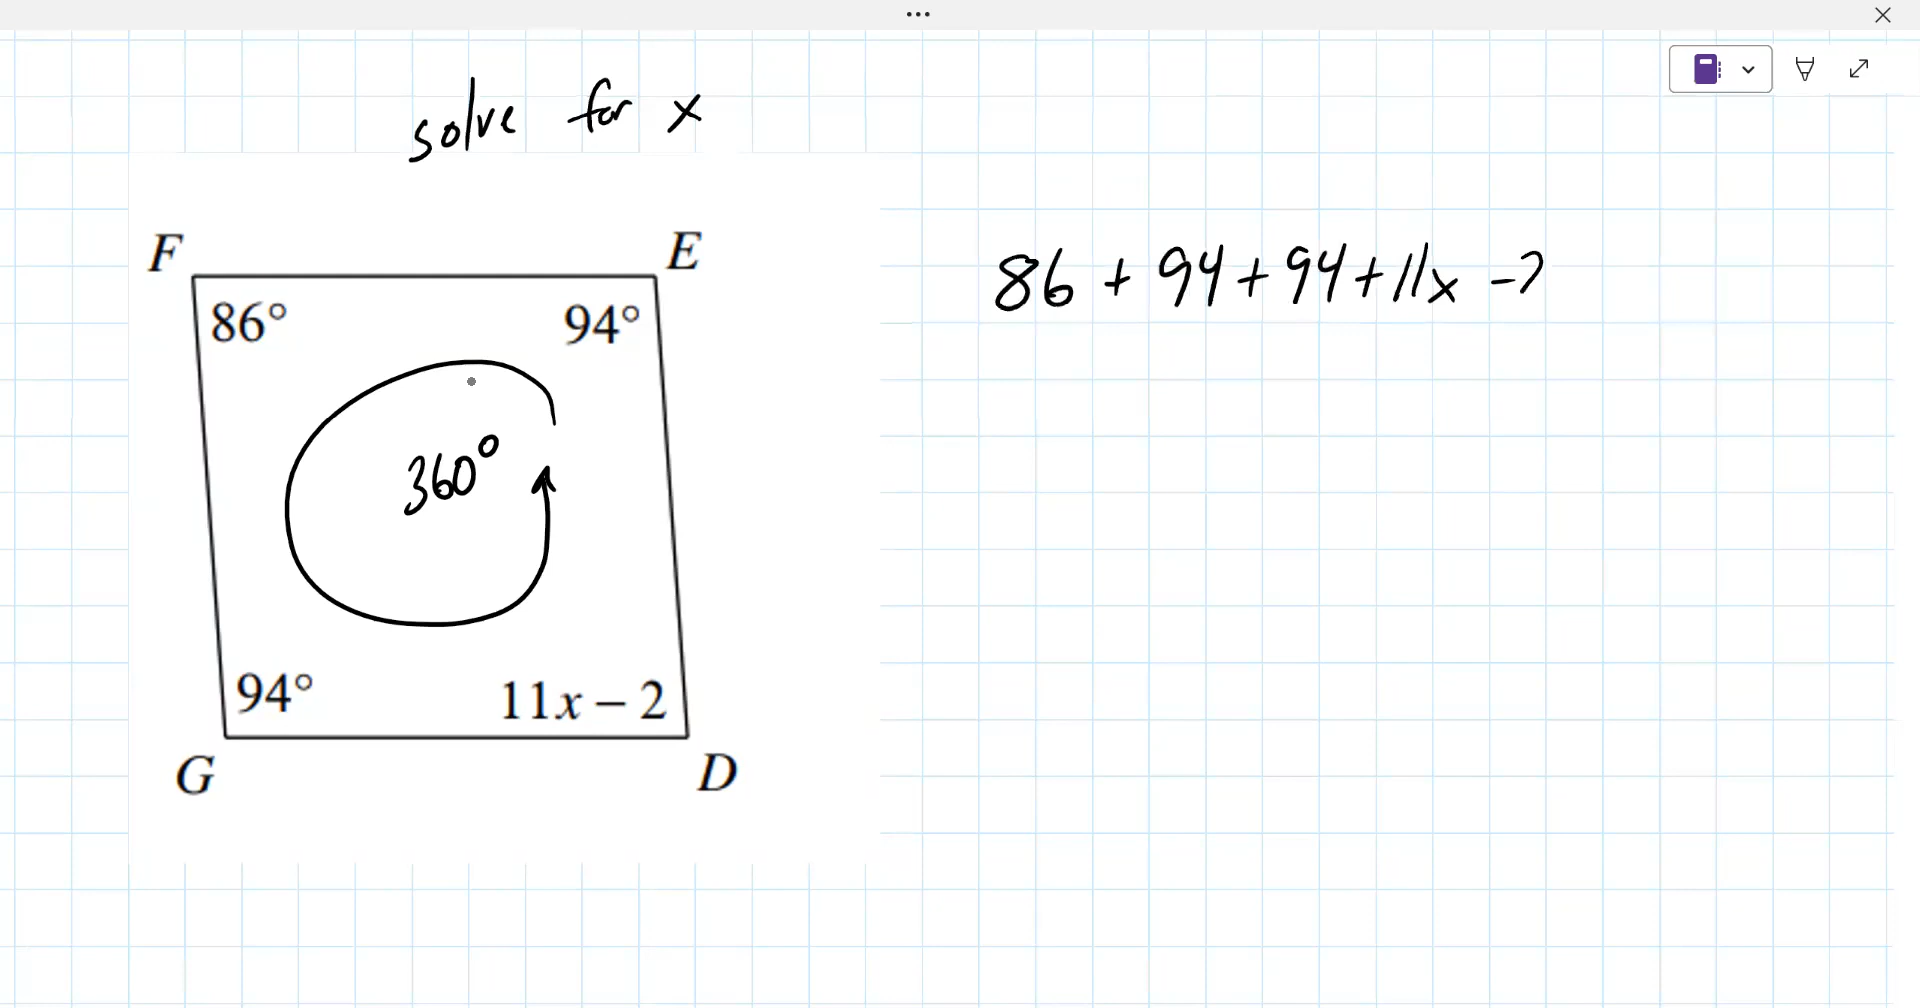 solve for x
F E
86° 94°
86 + 94 + 94 + 11x - 2
360°
94° 11x – 2
G D